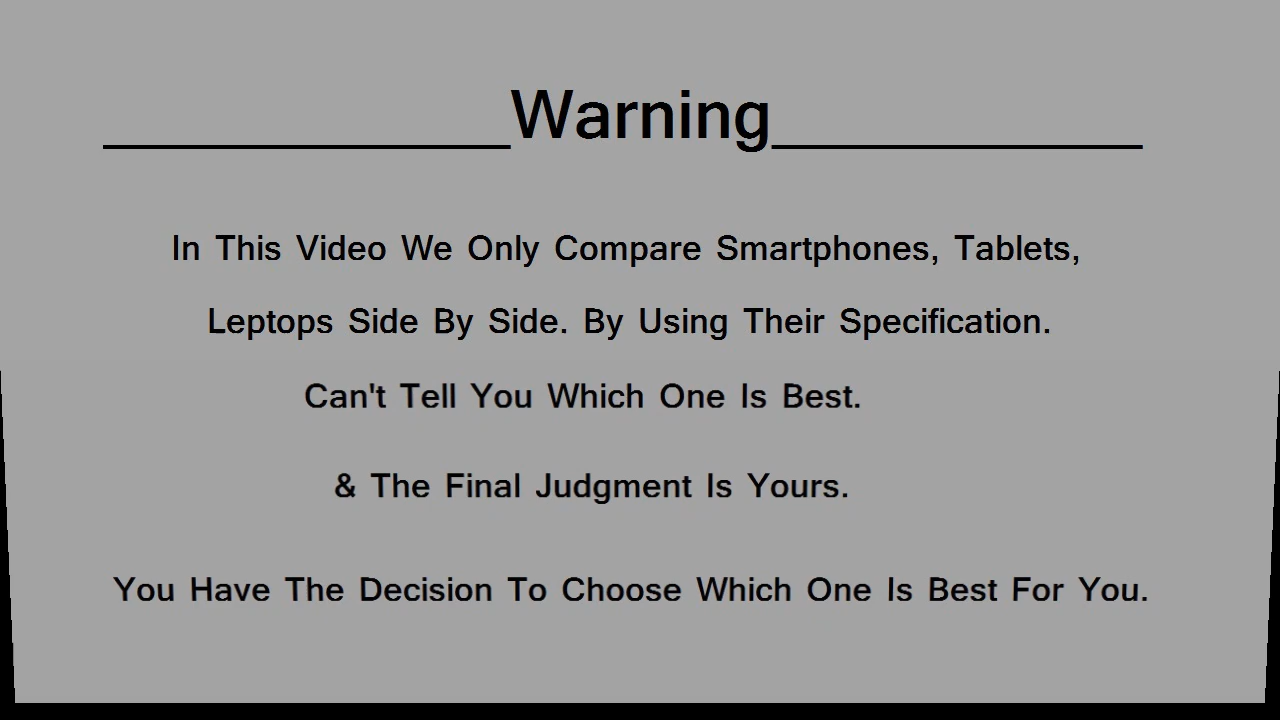 Warning
In This Video We Only Compare Smartphones, Tablets,
Leptops Side By Side. By Using Their Specification.
Can't Tell You Which One Is Best.
& The Final Judgment Is Yours.
You Have The Decision To Choose Which One Is Best For You.